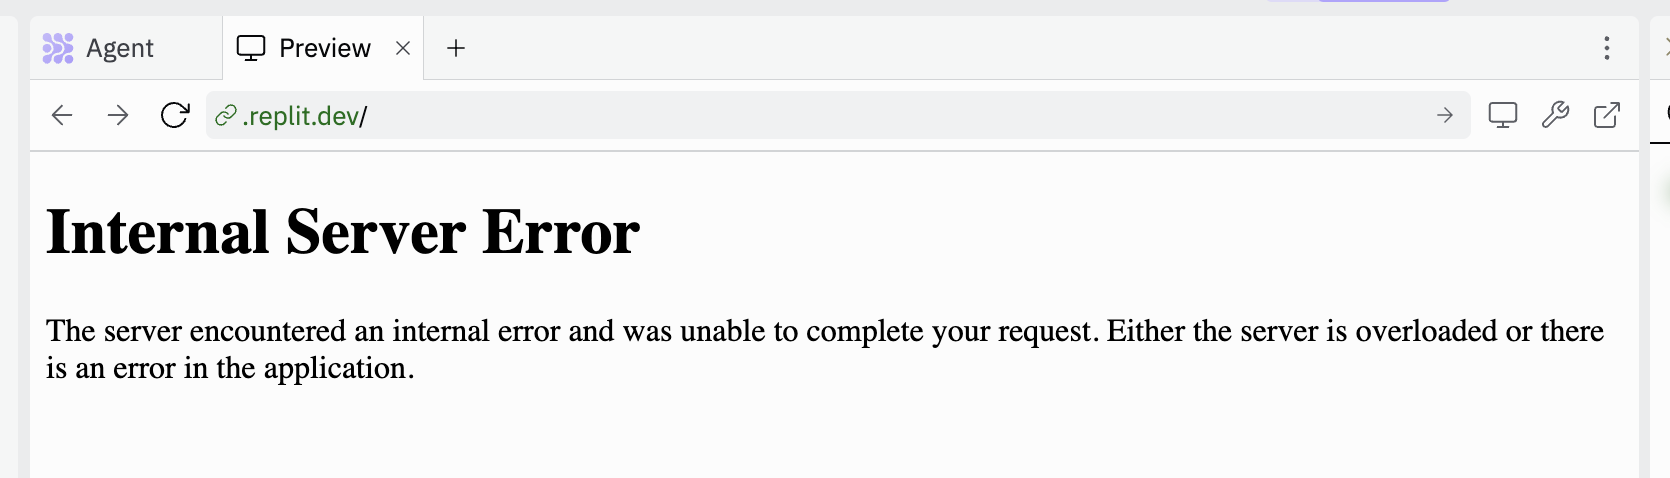 Agent
Preview
.replit.dev/
Internal Server Error
The server encountered an internal error and was unable to complete your request. Either the server is overloaded or there
is an error in the application.